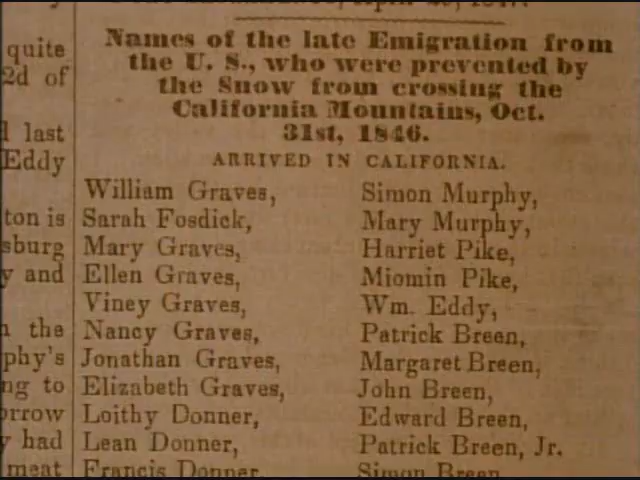 quite
2d of
last
Eddy
ton is
sburg
y and
n the
phy's
ng to
orrow
y had
meat
Names of the late Emigration from
the U. S., who were prevented by
the Snow from crossing the
California Mountains, Oct.
31st, 1846.
ARRIVED IN CALIFORNIA.
William Graves,
Sarah Fosdick,
Mary Graves,
Ellen Graves,
Viney Graves,
Nancy Graves,
Jonathan Graves,
Elizabeth Graves,
Loithy Donner,
Lean Donner,
Francis Donner
Simon Murphy,
Mary Murphy,
Harriet Pike,
Miomin Pike,
Wm. Eddy,
Patrick Breen,
Margaret Breen,
John Breen,
Edward Breen,
Patrick Breen, Jr.
Simon Breen